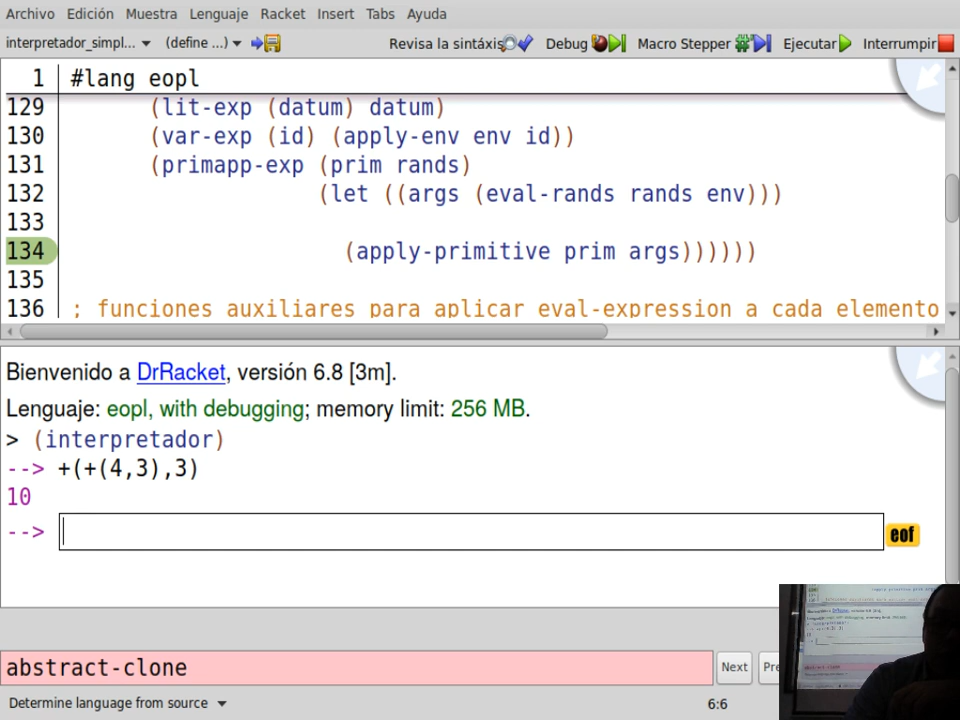 Archivo Edición Muestra Lenguaje Racket Insert Tabs Ayuda
interpretador_simpl... (define ...) Revisa la sintáxis Debug Macro Stepper Ejecutar Interrumpir
1 #lang eopl
129 (lit-exp (datum) datum)
130 (var-exp (id) (apply-env env id))
131 (primapp-exp (prim rands)
132 (let ((args (eval-rands rands env)))
133
134 (apply-primitive prim args))))))
135
136 ; funciones auxiliares para aplicar eval-expression a cada elemento
Bienvenido a DrRacket, versión 6.8 [3m].
Lenguaje: eopl, with debugging; memory limit: 256 MB.
> (interpretador)
--> +(+(4,3),3)
10
-->
eof
abstract-clone Next Pre
Determine language from source 6:6